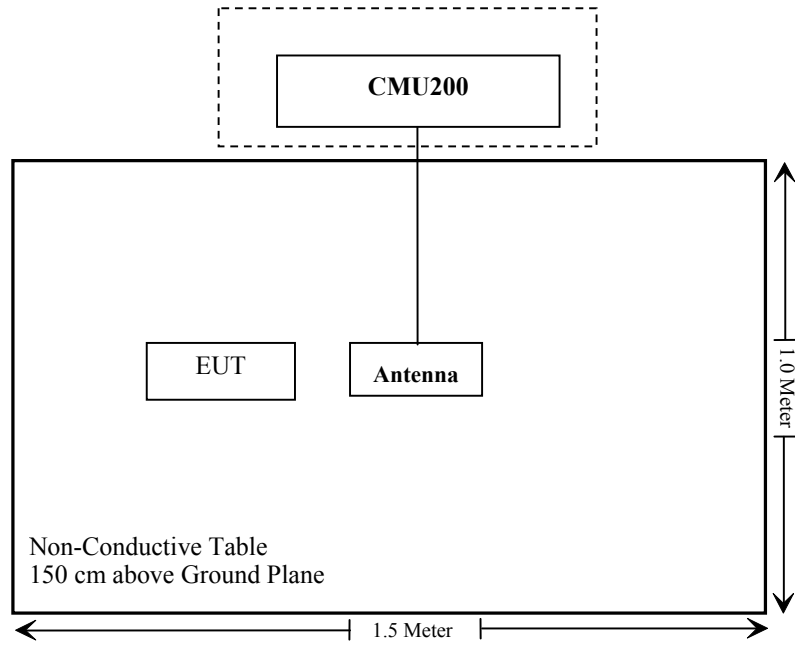 CMU200
EUT
Antenna
1.0 Meter
Non-Conductive Table
150 cm above Ground Plane
1.5 Meter